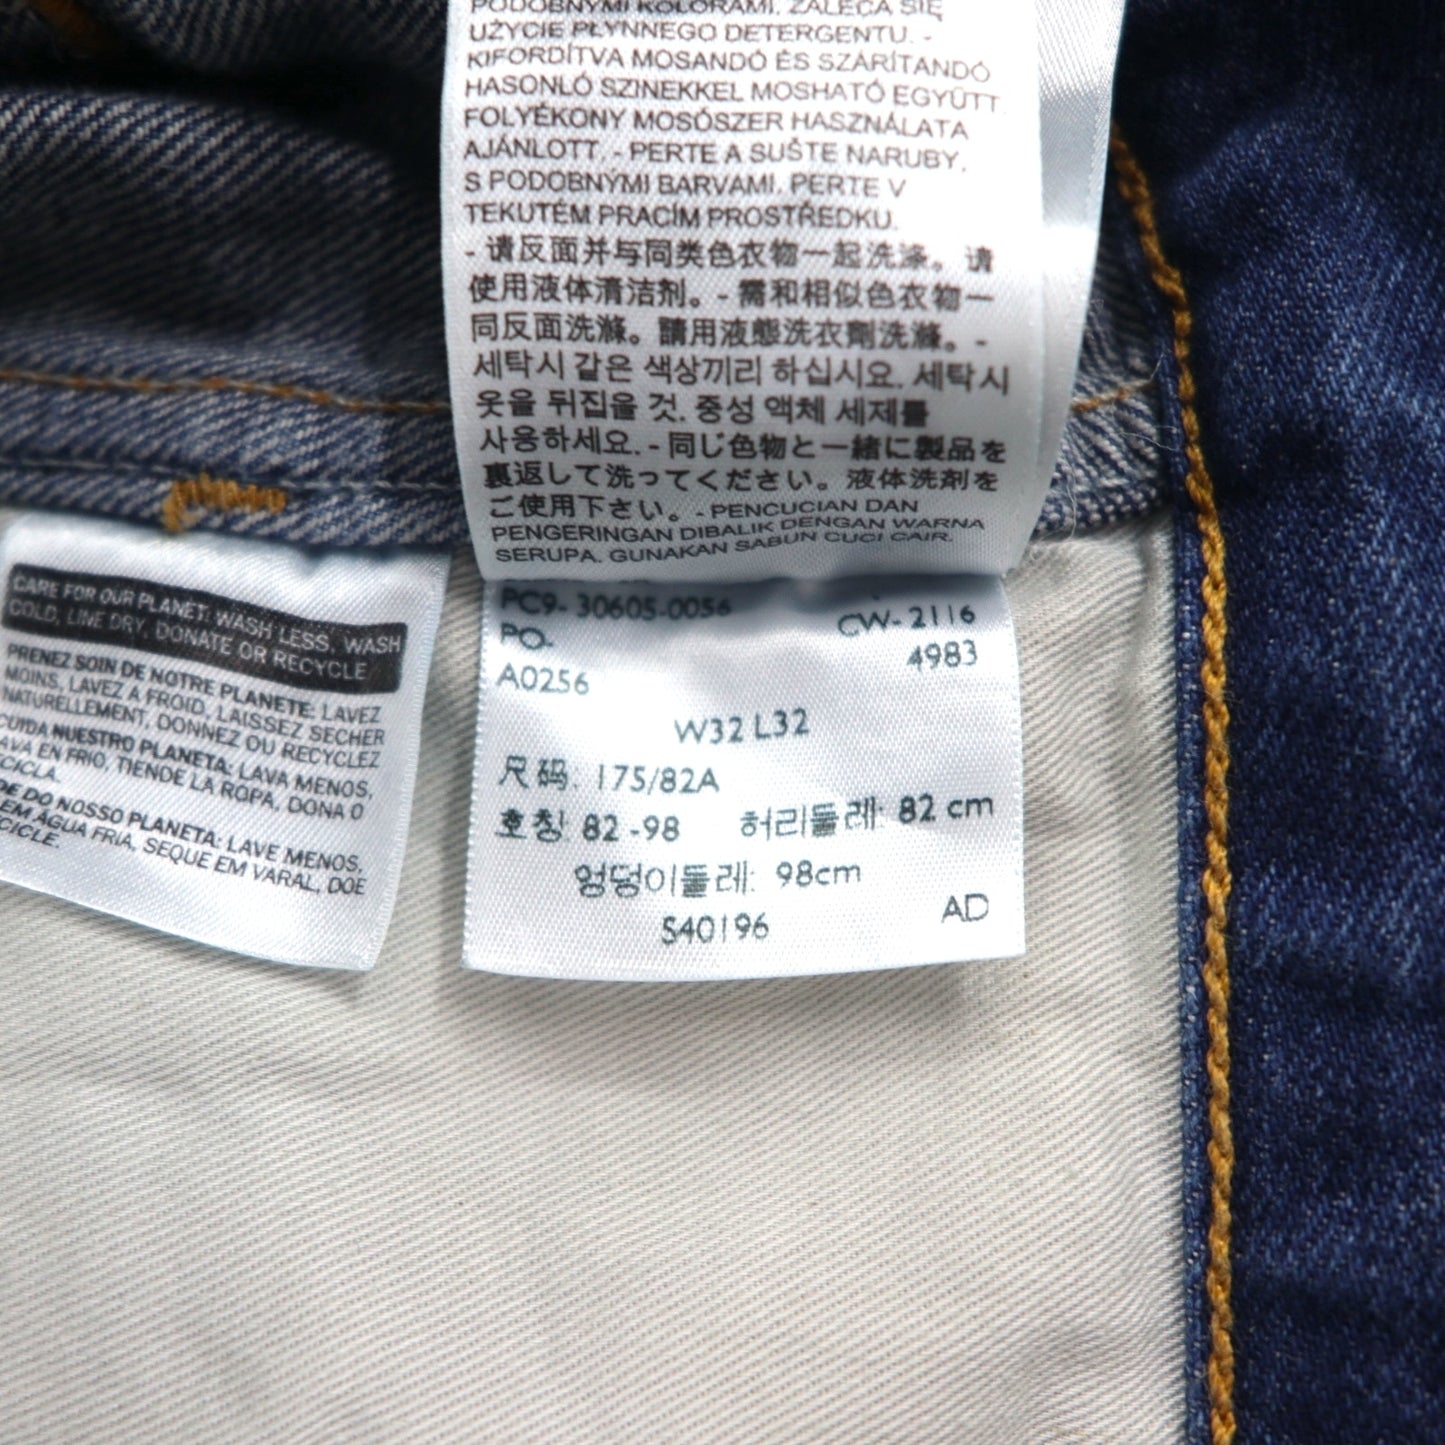 PODOBNYMI KOLORAMI. ZALECA SIĘ
UŻYCIE PŁYNNEGO DETERGENTU. -
KIFORDÍTVA MOSANDÓ ÉS SZÁRÍTANDÓ
HASONLÓ SZINEKKEL MOSHATÓ EGYÜTT
FOLYÉKONY MOSÓSZER HASZNÁLATA
AJÁNLOTT. - PERTE A SUŠTE NARUBY,
S PODOBNÝMI BARVAMI. PERTE V
TEKUTÉM PRACÍM PROSTŘEDKU.
- 请反面并与同类色衣物一起洗涤。请
使用液体清洁剂。- 需和相似色衣物一
同反面洗滌。請用液態洗衣劑洗滌。-
세탁시 같은 색상끼리 하십시요. 세탁시
옷을 뒤집을 것. 중성 액체 세제를
사용하세요. - 同じ色物と一緒に製品を
裏返して洗ってください。液体洗剤を
ご使用下さい。- PENCUCIAN DAN
PENGERINGAN DIBALIK DENGAN WARNA
SERUPA. GUNAKAN SABUN CUCI CAIR.
PC9- 30605-0056 CW- 2116
PO- 4983
A0256
W32 L32
尺码: 175/82A
호칭: 82 -98 허리둘레: 82 cm
엉덩이둘레: 98cm
S40196 AD
CARE FOR OUR PLANET: WASH LESS, WASH
COLD, LINE DRY, DONATE OR RECYCLE
PRENEZ SOIN DE NOTRE PLANETE: LAVEZ
MOINS, LAVEZ A FROID, LAISSEZ SECHER
NATURELLEMENT, DONNEZ OU RECYCLEZ
CUIDA NUESTRO PLANETA: LAVA MENOS,
LAVA EN FRIO, TIENDE LA ROPA, DONA O
RECICLA.
DE DO NOSSO PLANETA: LAVE MENOS,
EM AGUA FRIA, SEQUE EM VARAL, DOE
CICLE.